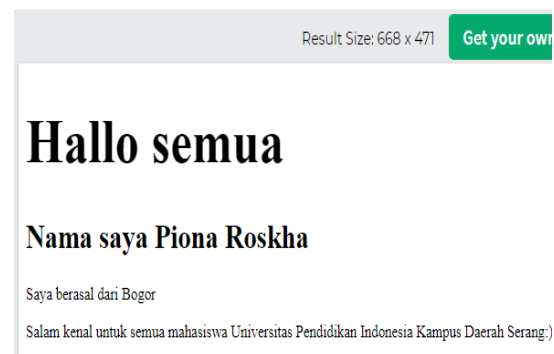 Result Size: 668 x 471 Get your own
Hallo semua
Nama saya Piona Roskha
Saya berasal dari Bogor
Salam kenal untuk semua mahasiswa Universitas Pendidikan Indonesia Kampus Daerah Serang:)